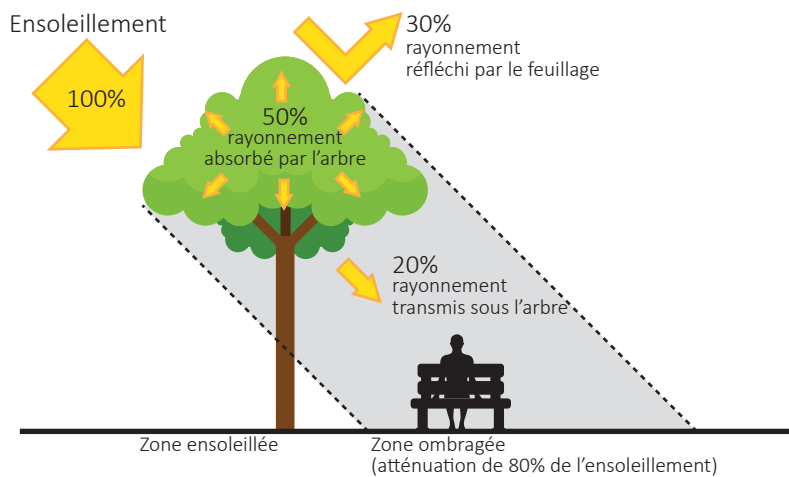 Ensoleillement
100%
30%
rayonnement
réfléchi par le feuillage
50%
rayonnement
absorbé par l'arbre
20%
rayonnement
transmis sous l'arbre
Zone ensoleillée
Zone ombragée
(atténuation de 80% de l'ensoleillement)